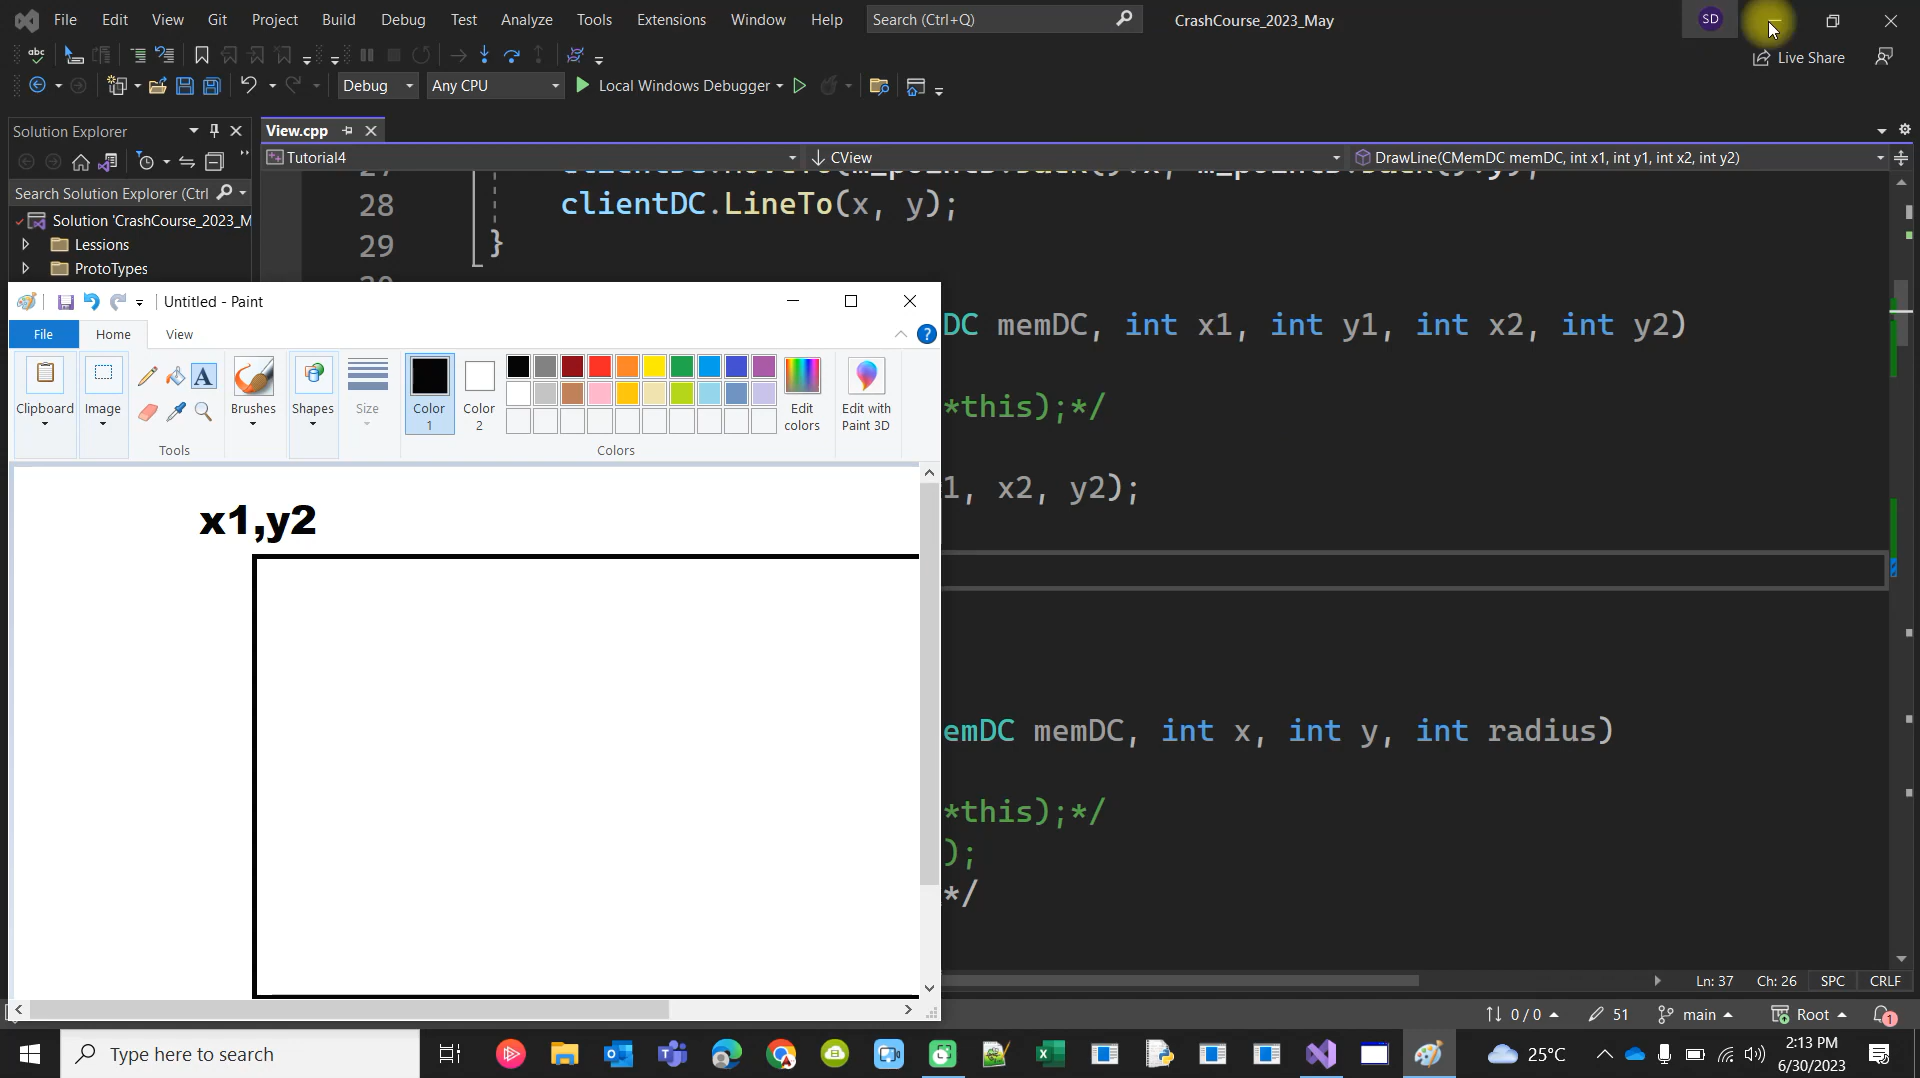 File Edit View Git Project Build Debug Test Analyze Tools Extensions Window Help Search (Ctrl+Q) CrashCourse_2023_May SD
Live Share
Debug Any CPU Local Windows Debugger
Solution Explorer View.cpp
Tutorial4 CView DrawLine(CMemDC memDC, int x1, int y1, int x2, int y2)
Search Solution Explorer (Ctrl
28 clientDC.LineTo(x, y);
Solution 'CrashCourse_2023_M
Lessions
29 }
ProtoTypes
Untitled - Paint
DC memDC, int x1, int y1, int x2, int y2)
File Home View
Clipboard Image Tools Brushes Shapes Size Color 1 Color 2 Colors Edit colors Edit with Paint 3D
*this);*/
1, x2, y2);
x1,y2
emDC memDC, int x, int y, int radius)
*this);*/
);
*/
Ln: 37 Ch: 26 SPC CRLF
0 / 0 51 main Root 1
Type here to search 25°C 2:13 PM
6/30/2023